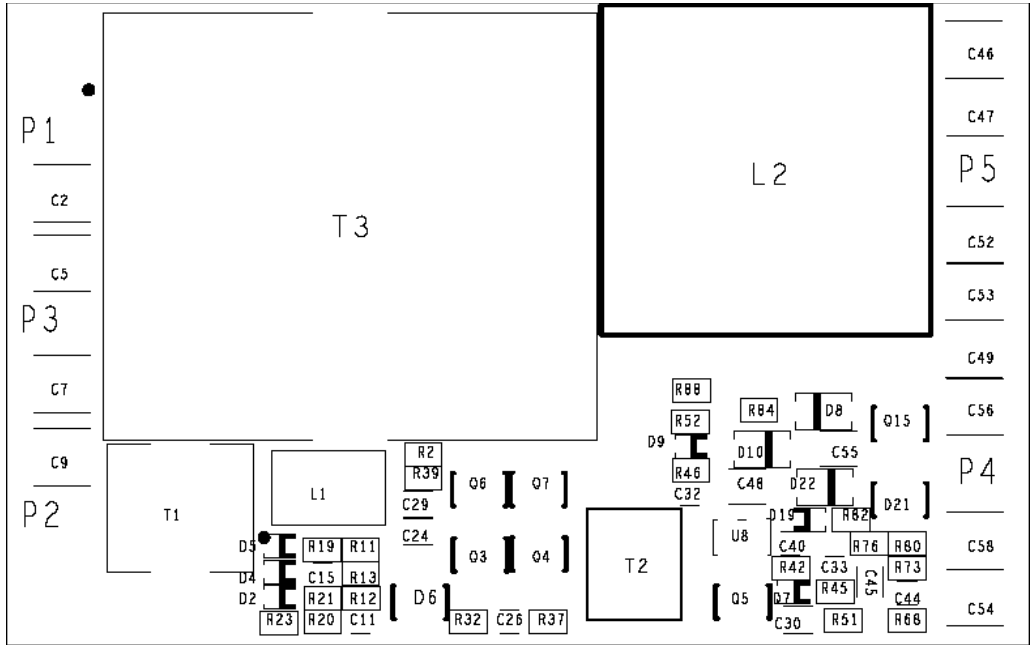 C46
C47
P1
P5
L2
C2
T3
C52
C5
C53
P3
C49
C7
R88
R84
D8
C56
R52
Q15
D9
D10
R2
C55
C9
R46
P4
R39
Q6
Q7
C48
D22
L1
C32
C29
D21
P2
T1
D19
R82
C24
U8
D5
R19
R11
C40
R76
R80
C58
Q3
Q4
T2
R42
C33
R73
D4
C15
R13
C45
D2
R21
R12
D6
Q5
D7
R45
C44
R23
R20
C11
R32
C26
R37
C30
R51
R68
C54